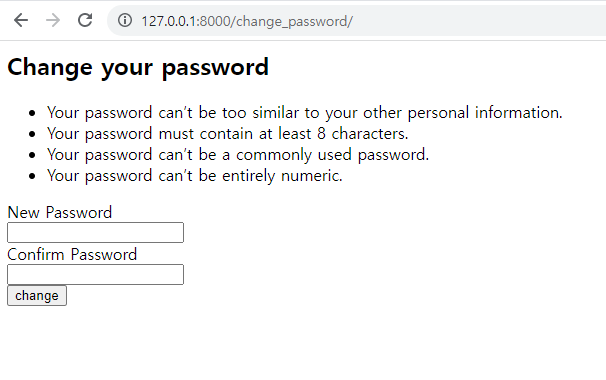 127.0.0.1:8000/change_password/
Change your password
• Your password can't be too similar to your other personal information.
• Your password must contain at least 8 characters.
• Your password can't be a commonly used password.
• Your password can't be entirely numeric.
New Password
Confirm Password
change